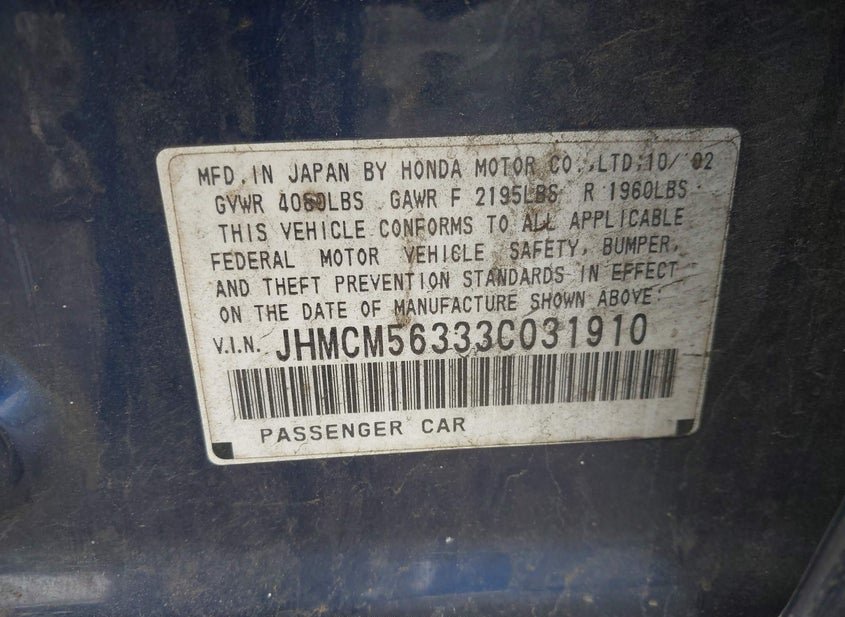 MFD. IN JAPAN BY HONDA MOTOR CO.,LTD. 10/'02
GVWR 4060LBS GAWR F 2195LBS R 1960LBS
THIS VEHICLE CONFORMS TO ALL APPLICABLE
FEDERAL MOTOR VEHICLE SAFETY, BUMPER,
AND THEFT PREVENTION STANDARDS IN EFFECT
ON THE DATE OF MANUFACTURE SHOWN ABOVE.
V.I.N. JHMCM56333C031910
PASSENGER CAR